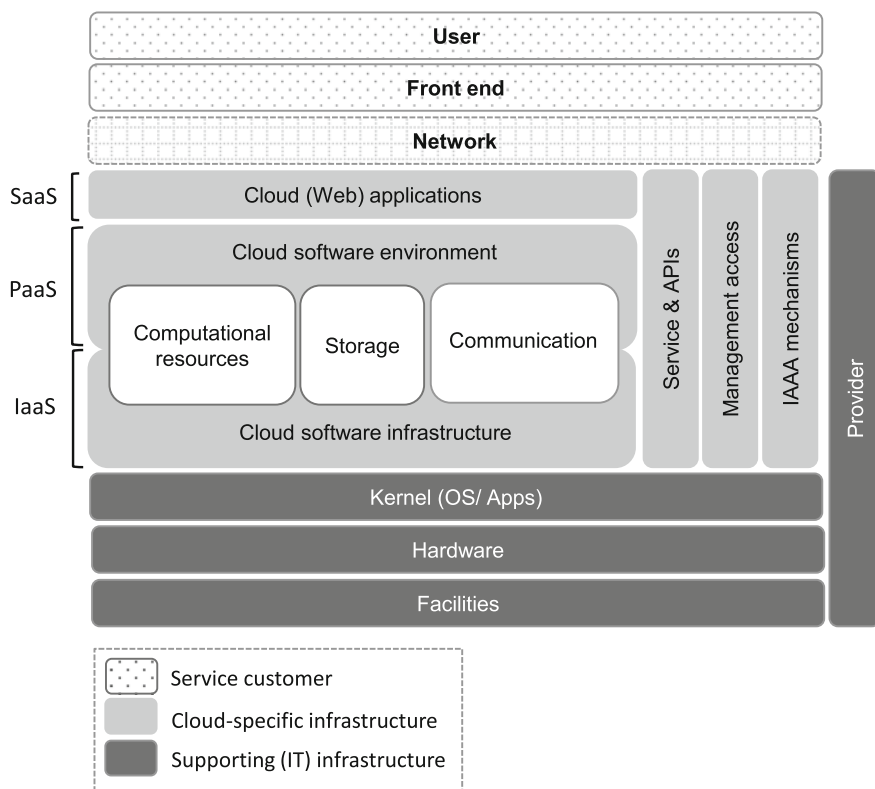 User
Front end
Network
SaaS
Cloud (Web) applications
PaaS
Cloud software environment
Computational
resources
Storage
Communication
IaaS
Cloud software infrastructure
Service & APIs
Management access
IAAA mechanisms
Provider
Kernel (OS/ Apps)
Hardware
Facilities
Service customer
Cloud-specific infrastructure
Supporting (IT) infrastructure